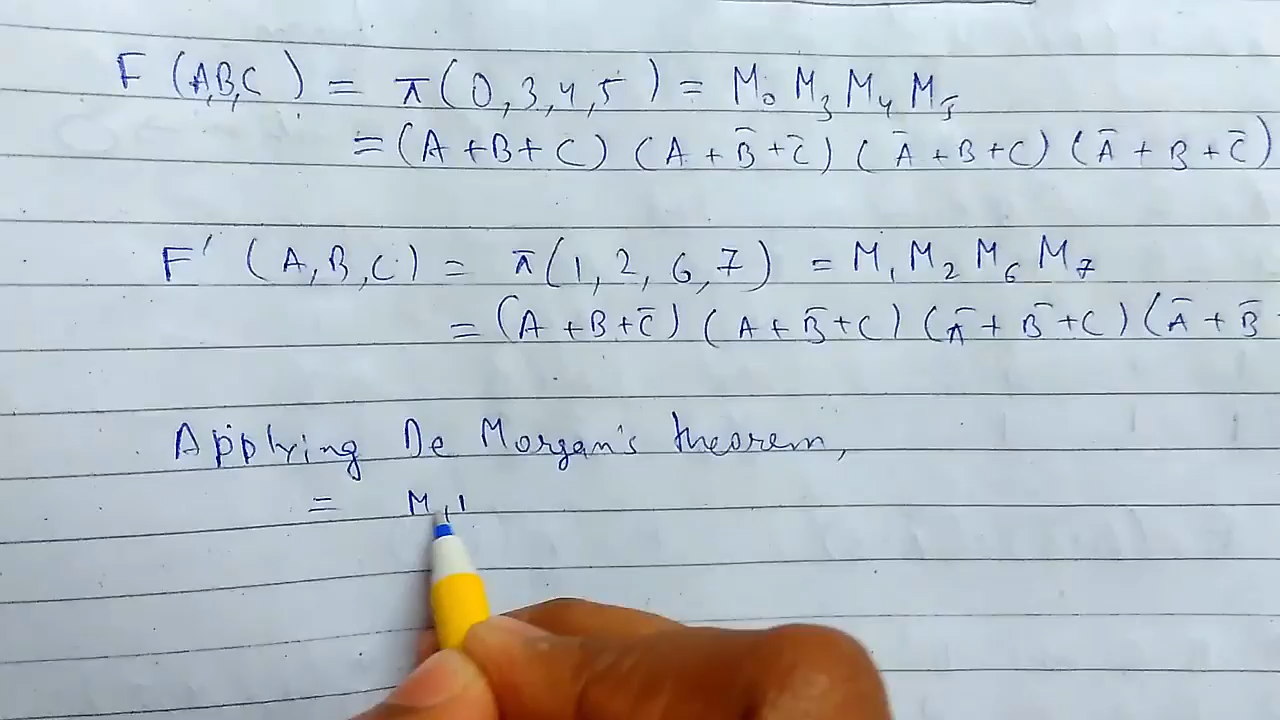 F (A,B,C) = π(0,3,4,5) = M₀ M₃ M₄ M₅
= (A+B+C) (A+B̄+C̄) (Ā+B+C) (Ā+B+C̄)
F' (A,B,C) = π(1,2,6,7) = M₁ M₂ M₆ M₇
= (A+B+C̄) (A+B̄+C) (Ā+B̄+C) (Ā+B̄
Applying De Morgan's theorem,
= M₁'